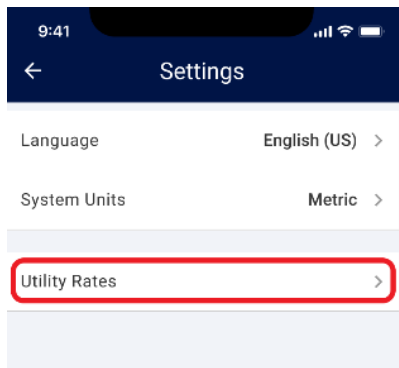 9:41
Settings
Language English (US)
System Units Metric
Utility Rates